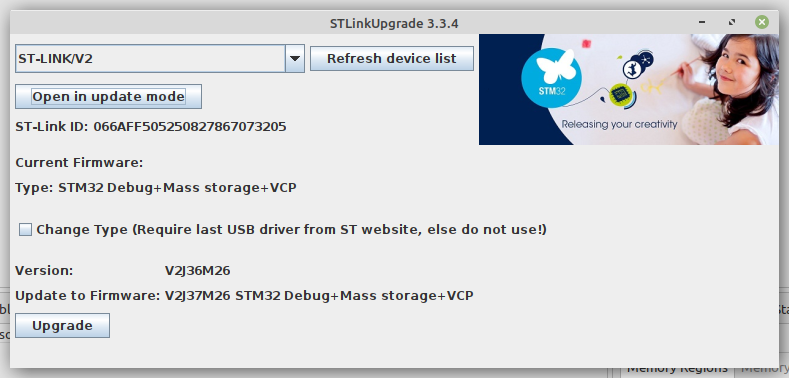 STLinkUpgrade 3.3.4
ST-LINK/V2
Refresh device list
Open in update mode
ST-Link ID: 066AFF505250827867073205
STM32
Releasing your creativity
Current Firmware:
Type: STM32 Debug+Mass storage+VCP
Change Type (Require last USB driver from ST website, else do not use!)
Version: V2J36M26
Update to Firmware: V2J37M26 STM32 Debug+Mass storage+VCP
Upgrade
Memory Regions